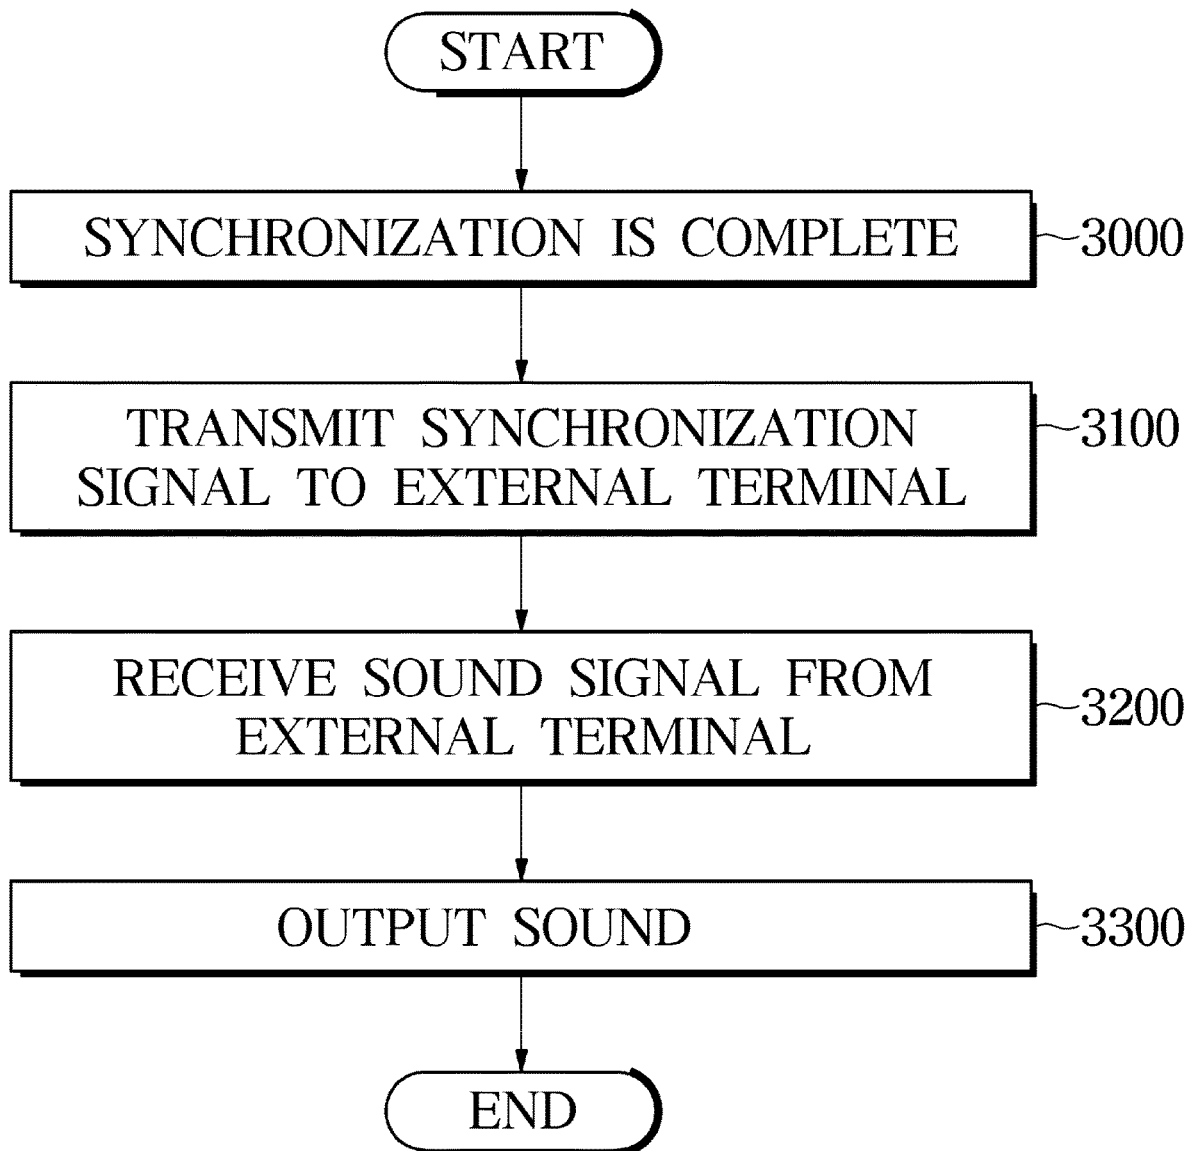 START
SYNCHRONIZATION IS COMPLETE
3000
TRANSMIT SYNCHRONIZATION
SIGNAL TO EXTERNAL TERMINAL
3100
RECEIVE SOUND SIGNAL FROM
EXTERNAL TERMINAL
3200
OUTPUT SOUND
3300
END